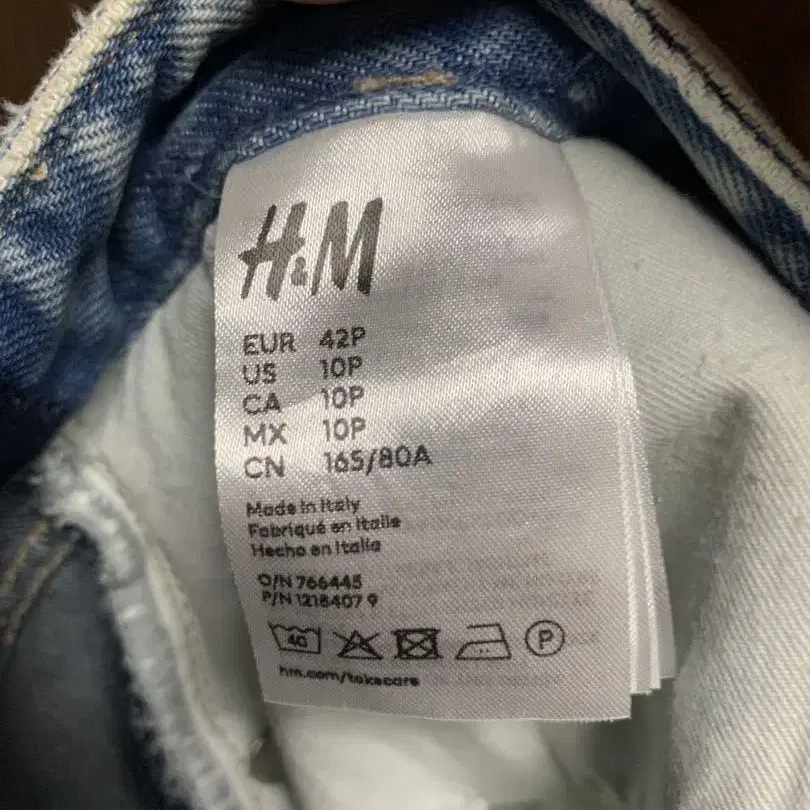 H&M
EUR 42P
US 10P
CA 10P
MX 10P
CN 165/80A
Made in Italy
Fabriqué en Italie
Hecho en Italia
O/N 766445
P/N 1218407 9
40
P
hm.com/takecare